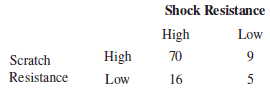 Shock Resistance
High Low
Scratch High 70 9
Resistance Low 16 5